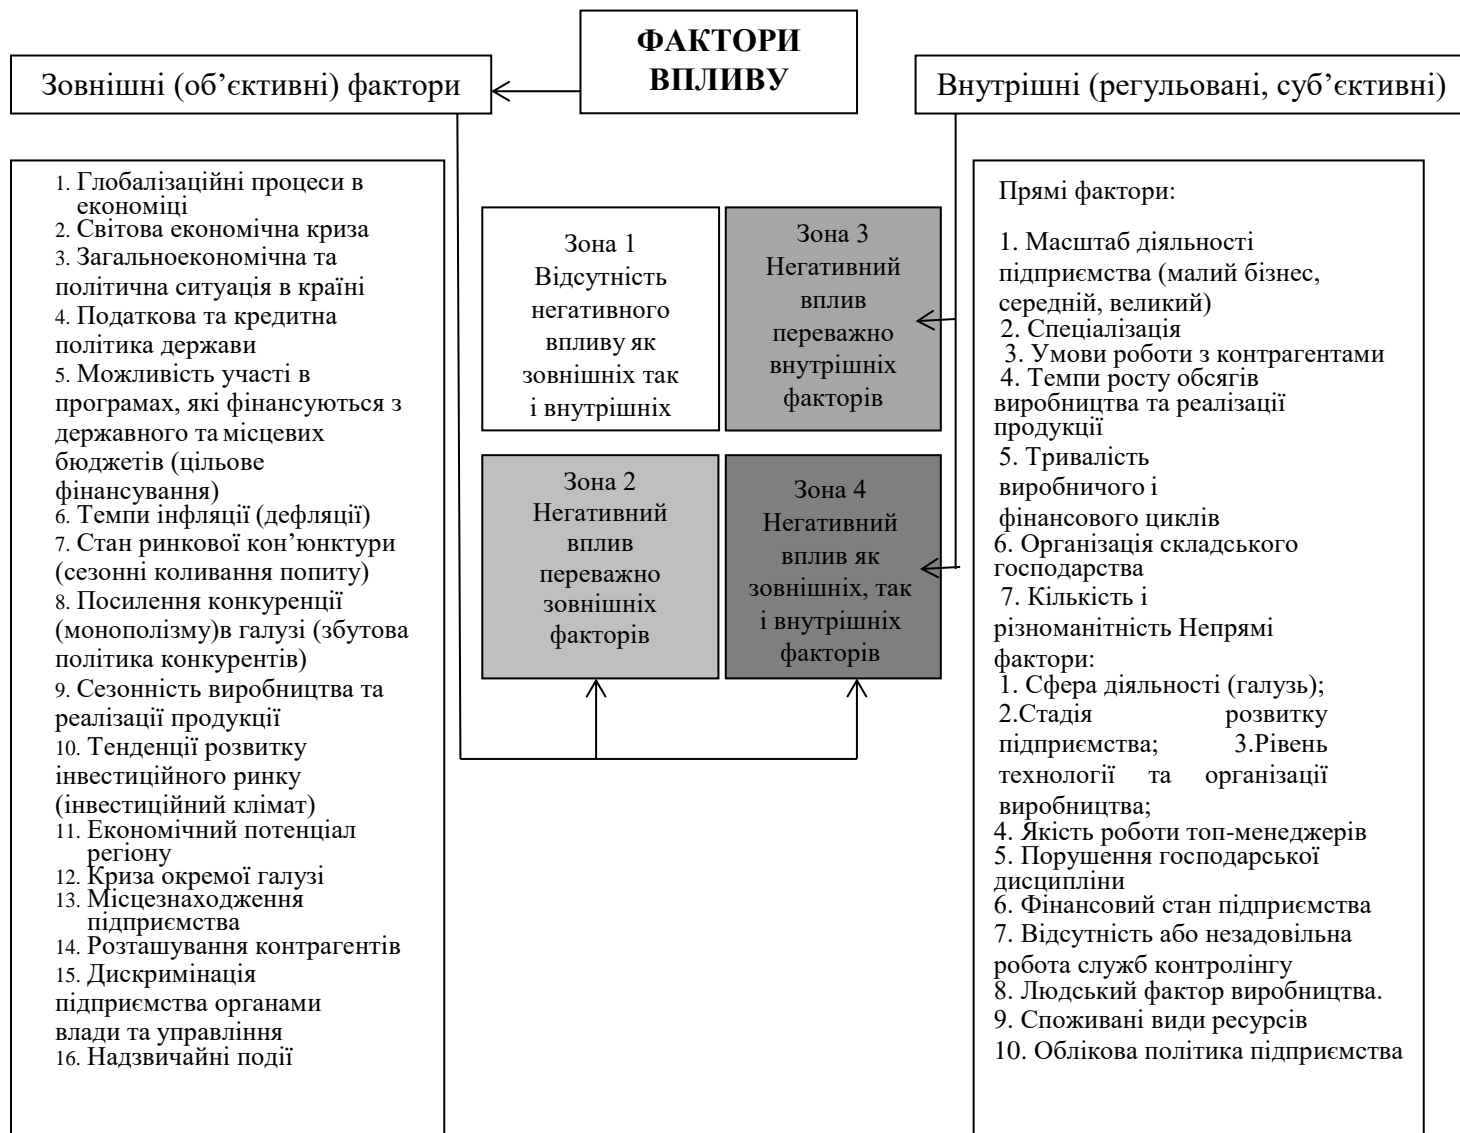 ФАКТОРИ
ВПЛИВУ
Зовнішні (об’єктивні) фактори
Внутрішні (регульовані, суб’єктивні)
1. Глобалізаційні процеси в
економіці
2. Світова економічна криза
3. Загальноекономічна та
політична ситуація в країні
4. Податкова та кредитна
політика держави
5. Можливість участі в
програмах, які фінансуються з
державного та місцевих
бюджетів (цільове
фінансування)
6. Темпи інфляції (дефляції)
7. Стан ринкової кон’юнктури
(сезонні коливання попиту)
8. Посилення конкуренції
(монополізму)в галузі (збутова
політика конкурентів)
9. Сезонність виробництва та
реалізації продукції
10. Тенденції розвитку
інвестиційного ринку
(інвестиційний клімат)
11. Економічний потенціал
регіону
12. Криза окремої галузі
13. Місцезнаходження
підприємства
14. Розташування контрагентів
15. Дискримінація
підприємства органами
влади та управління
16. Надзвичайні події
Зона 1
Відсутність
негативного
впливу як
зовнішніх так
і внутрішніх
Зона 3
Негативний
вплив
переважно
внутрішніх
факторів
Зона 2
Негативний
вплив
переважно
зовнішніх
факторів
Зона 4
Негативний
вплив як
зовнішніх, так
і внутрішніх
факторів
Прямі фактори:
1. Масштаб діяльності
підприємства (малий бізнес,
середній, великий)
2. Спеціалізація
3. Умови роботи з контрагентами
4. Темпи росту обсягів
виробництва та реалізації
продукції
5. Тривалість
виробничого і
фінансового циклів
6. Організація складського
господарства
7. Кількість і
різноманітність Непрямі
фактори:
1. Сфера діяльності (галузь);
2.Стадія розвитку
підприємства; 3.Рівень
технології та організації
виробництва;
4. Якість роботи топ-менеджерів
5. Порушення господарської
дисципліни
6. Фінансовий стан підприємства
7. Відсутність або незадовільна
робота служб контролінгу
8. Людський фактор виробництва.
9. Споживані види ресурсів
10. Облікова політика підприємства